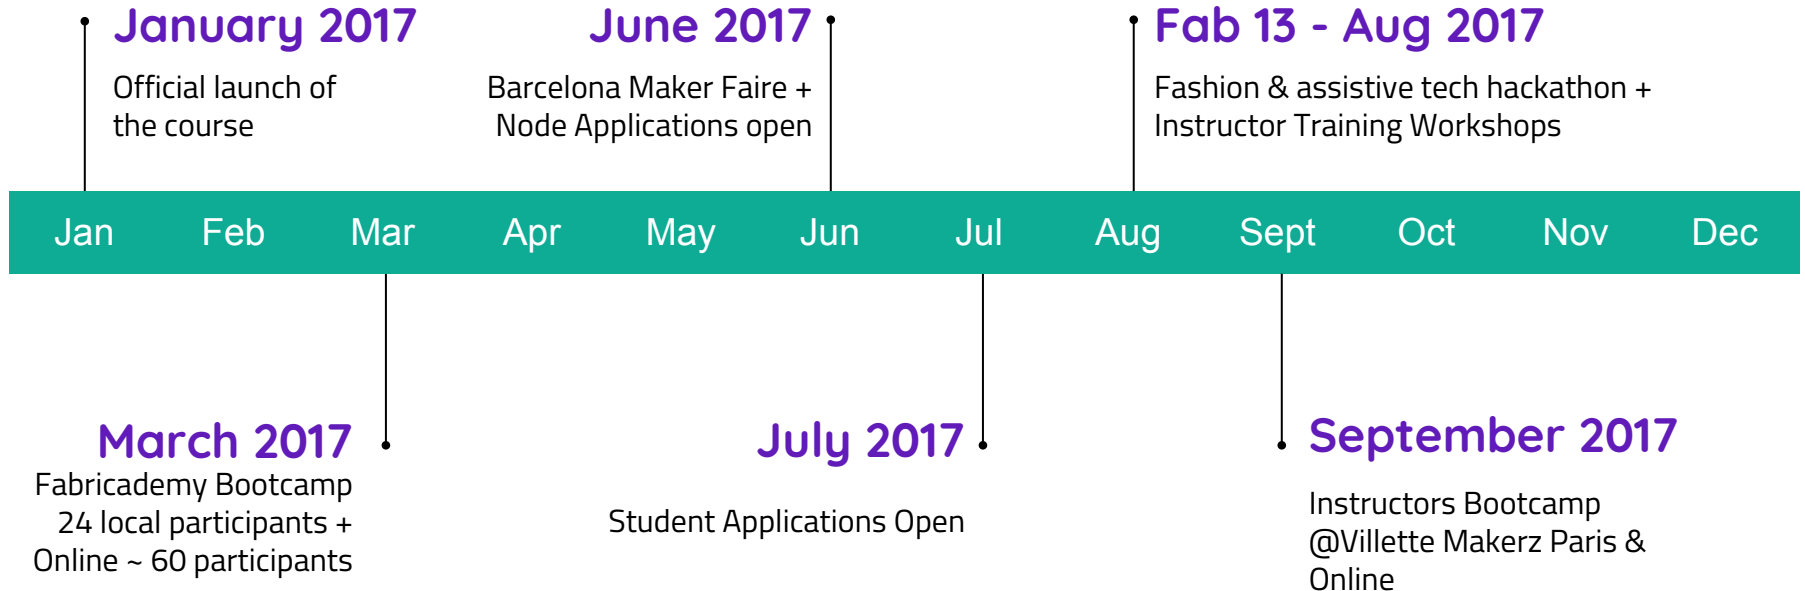 January 2017
Official launch of
the course
June 2017
Barcelona Maker Faire +
Node Applications open
Fab 13 - Aug 2017
Fashion & assistive tech hackathon +
Instructor Training Workshops
Jan Feb Mar Apr May Jun Jul Aug Sept Oct Nov Dec
March 2017
Fabricademy Bootcamp
24 local participants +
Online ~ 60 participants
July 2017
Student Applications Open
September 2017
Instructors Bootcamp
@Villette Makerz Paris &
Online